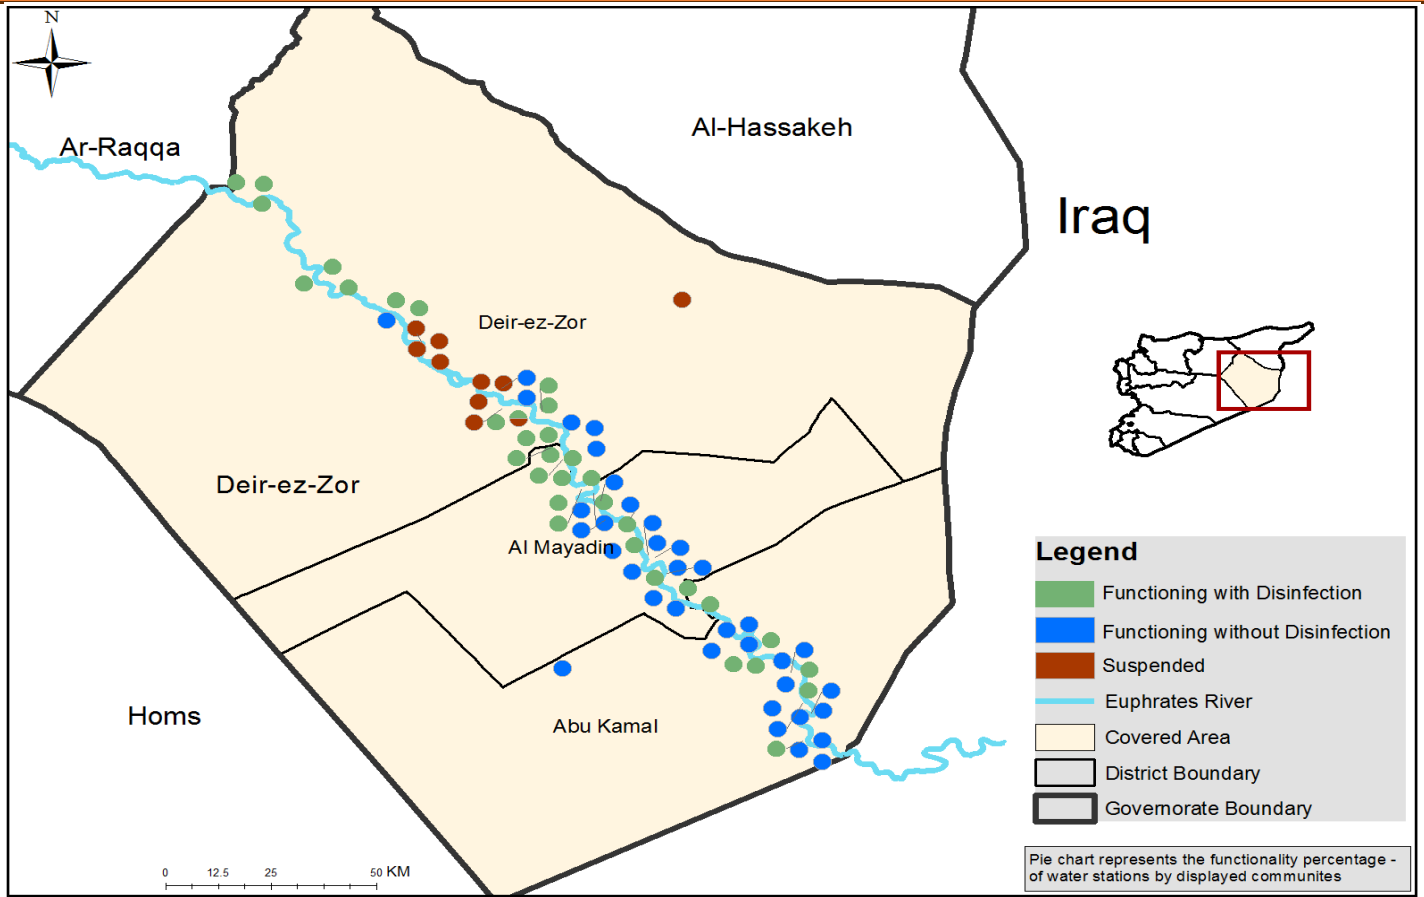 N
Ar-Raqqa
Al-Hassakeh
Iraq
Deir-ez-Zor
Deir-ez-Zor
Al Mayadin
Abu Kamal
Homs
0 12.5 25 50 KM
Legend
Functioning with Disinfection
Functioning without Disinfection
Suspended
Euphrates River
Covered Area
District Boundary
Governorate Boundary
Pie chart represents the functionality percentage -
of water stations by displayed communites